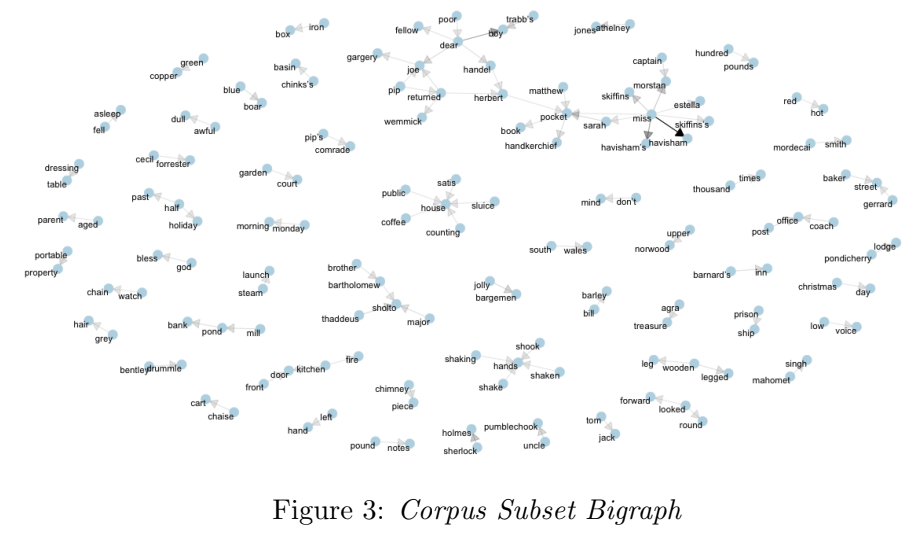 poor
trabb's
fellow
boy
iron
box
jones athelney
dear
hundred
pounds
green
copper
basin
chinks's
gargery
joe
handel
captain
morstan
blue
boar
pip
returned
herbert
matthew
skiffins
estella
red
hot
asleep
fell
dull
awful
wemmick
pocket
sarah
miss
skiffins's
book
handkerchief
havisham's
havisham
pip's
comrade
mordecai
smith
cecil
forrester
dressing
table
garden
court
times
thousand
baker
street
gerrard
past
half
holiday
public
satis
house
sluice
coffee
counting
mind
don't
parent
aged
morning
monday
office
post
coach
upper
norwood
south
wales
lodge
pondicherry
portable
property
bless
god
launch
steam
brother
bartholomew
sholto
thaddeus
major
jolly
bargemen
barnard's
inn
christmas
day
chain
watch
barley
bill
agra
treasure
prison
ship
low
voice
hair
grey
bank
pond
mill
shook
shaking
hands
shake
shaken
fire
kitchen
door
front
bentley drummle
leg
wooden
legged
singh
mahomet
chimney
piece
cart
chaise
left
hand
forward
looked
round
tom
jack
pound
notes
holmes
sherlock
pumblechook
uncle
Figure 3: Corpus Subset Bigraph